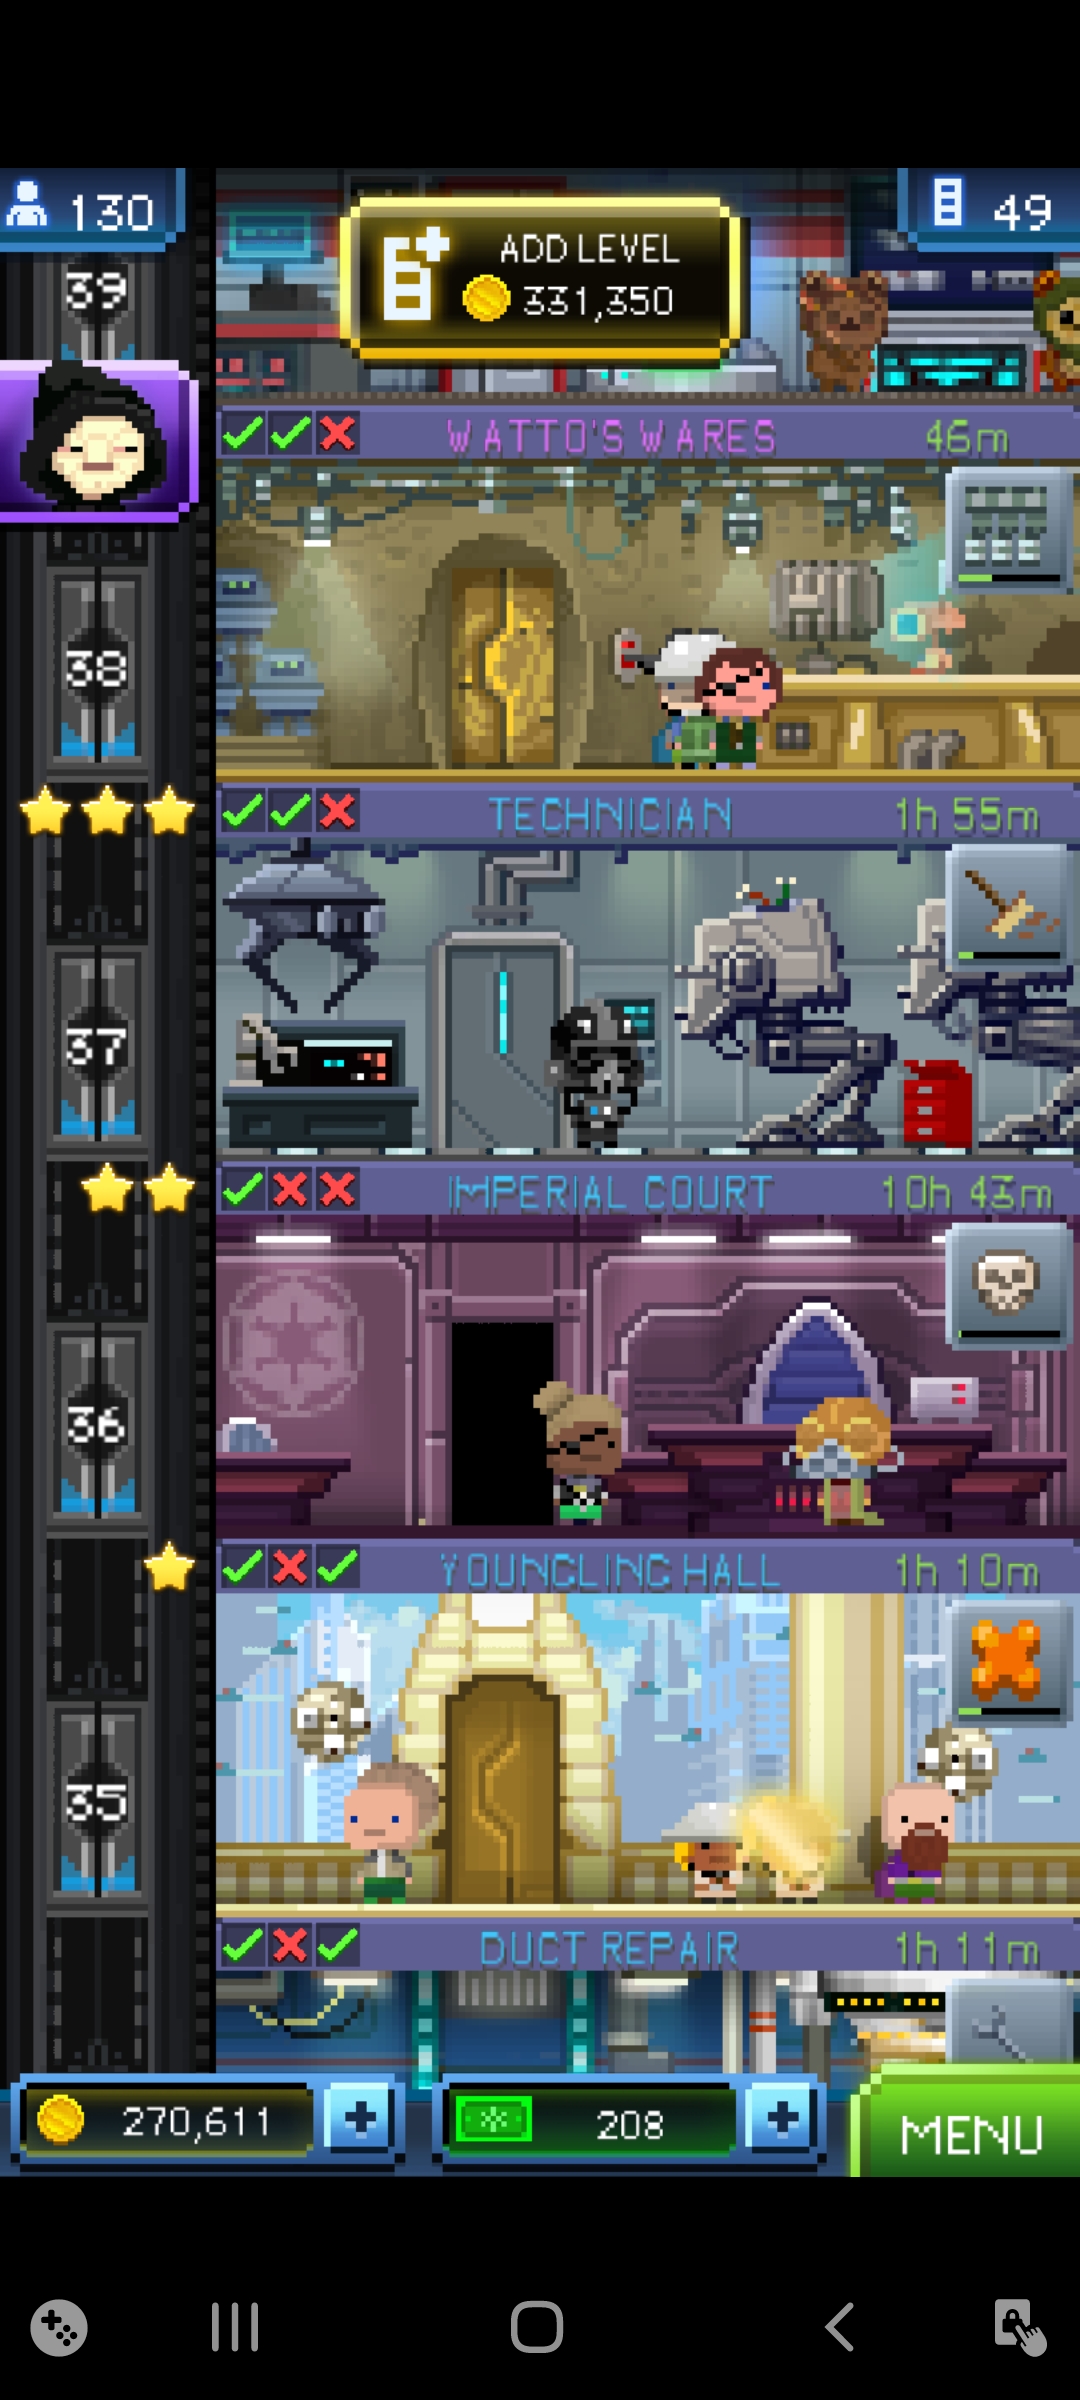 130
49
ADD LEVEL
331,350
39
WATTO'S WARES 46m
38
TECHNICIAN 1h 55m
37
IMPERIAL COURT 10h 43m
36
YOUNGLING HALL 1h 10m
35
DUCT REPAIR 1h 11m
270,611
208
MENU